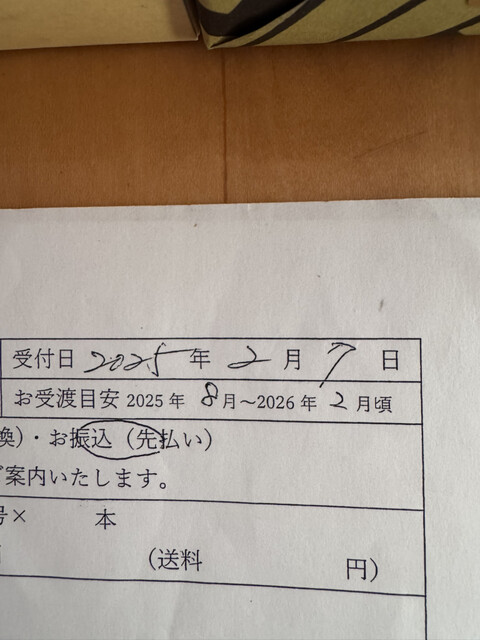 受付日 2025 年 2 月 7 日
お受渡目安 2025 年 8 月～2026 年 2 月頃
換）・お振込（先払い）
ご案内いたします。
号× 本
（送料 円）